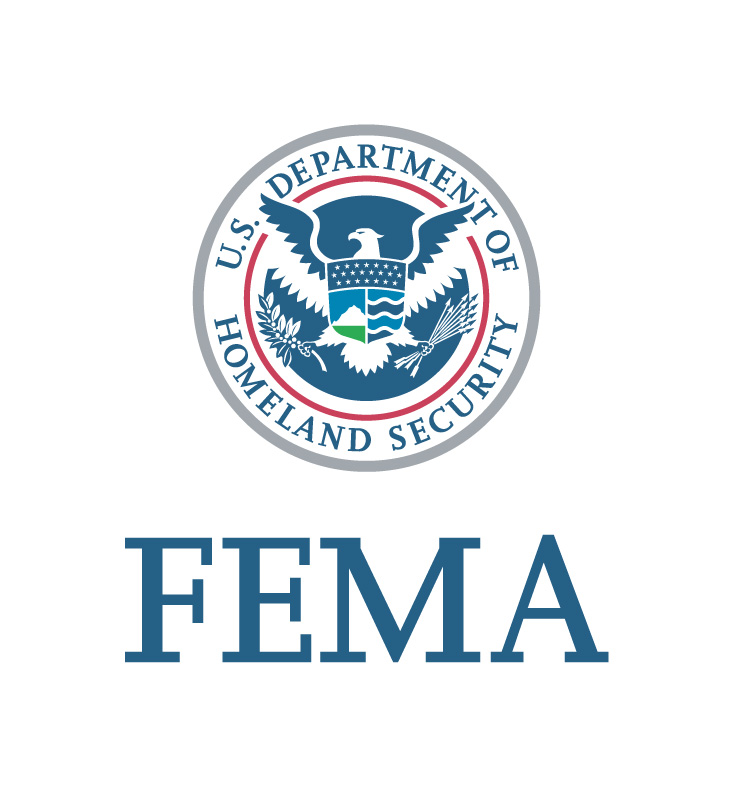 U.S. DEPARTMENT OF
HOMELAND SECURITY
FEMA